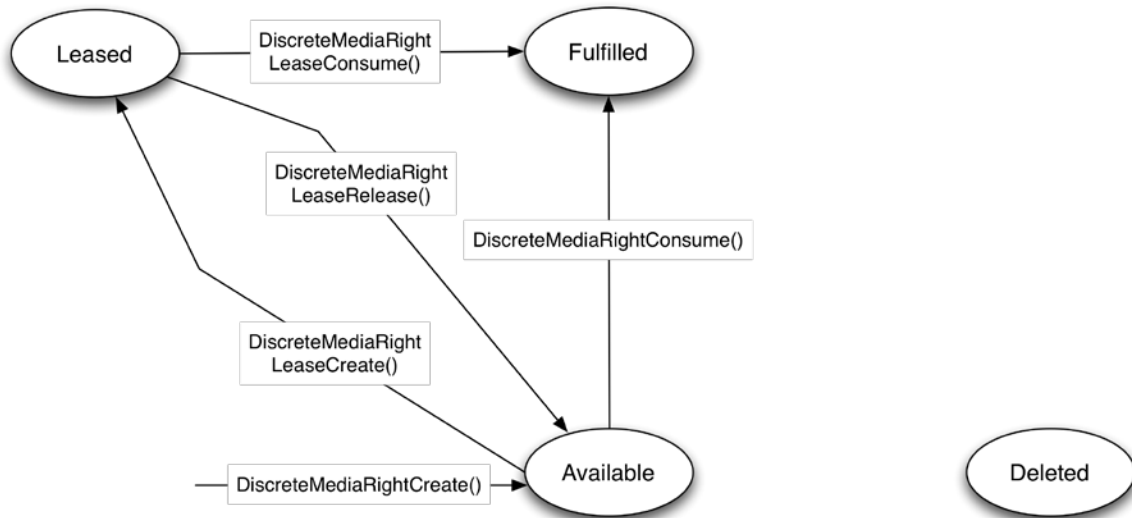 Leased
DiscreteMediaRight
LeaseConsume()
Fulfilled
DiscreteMediaRight
LeaseRelease()
DiscreteMediaRightConsume()
DiscreteMediaRight
LeaseCreate()
DiscreteMediaRightCreate()
Available
Deleted